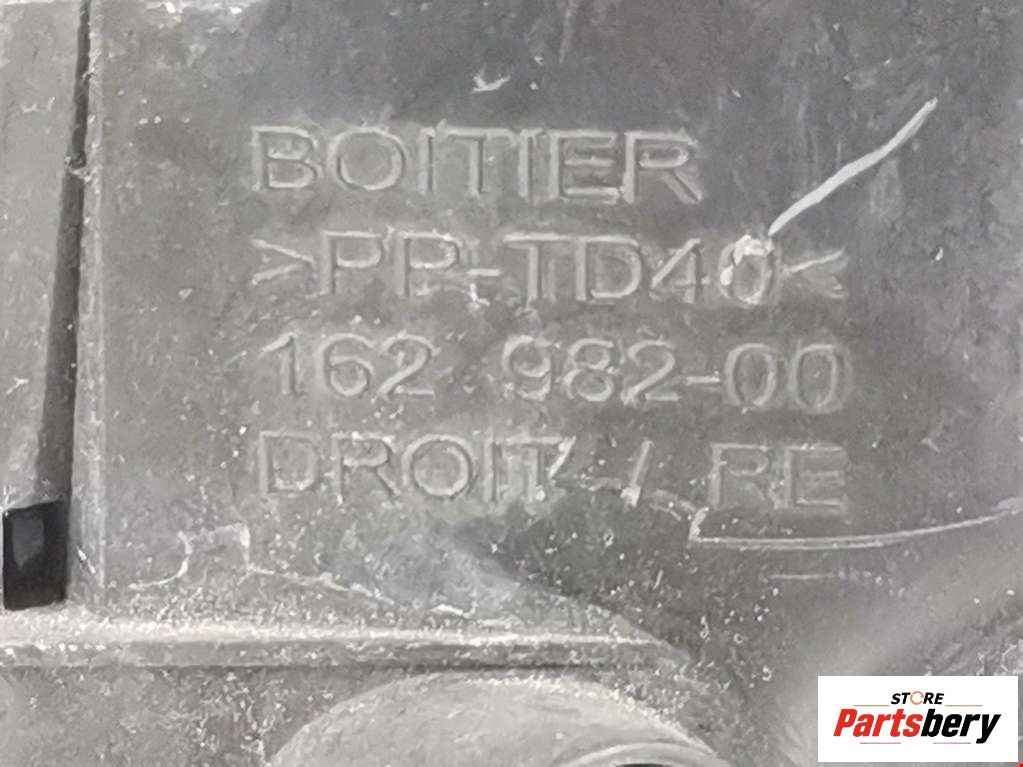 BOITIER
>PP-TD40<
162 982-00
DROIT / RE
STORE
Partsbery